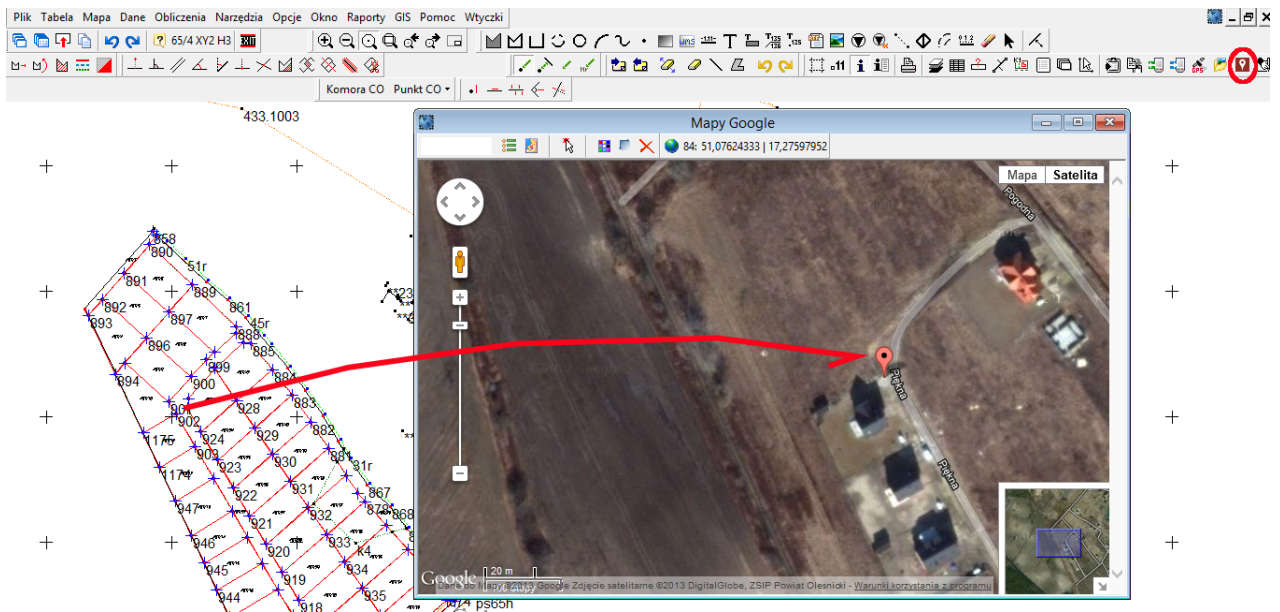 Plik Tabela Mapa Dane Obliczenia Narzędzia Opcje Okno Raporty GIS Pomoc Wtyczki
65/4 XY2 H3
WMS
GPS
Komora CO Punkt CO
433.1003
Mapy Google
84: 51,07624333 | 17,27597952
Mapa Satelita
Pogodna
Piękna
Piękna
858
890
51r
891
889
892
861
893
897
45r
888
896
885
899
894
900
884
883
901
928
902
882
1175
924
929
903
881
1174
923
930
31r
922
931
867
947
932
878
921
868
946
920
933
k4
945
919
934
944
918
935
ps65h
Google
20 m
Dane do Mapy ©2013 Google Zdjęcie satelitarne ©2013 DigitalGlobe, ZSIP Powiat Olesnicki - Warunki korzystania z programu